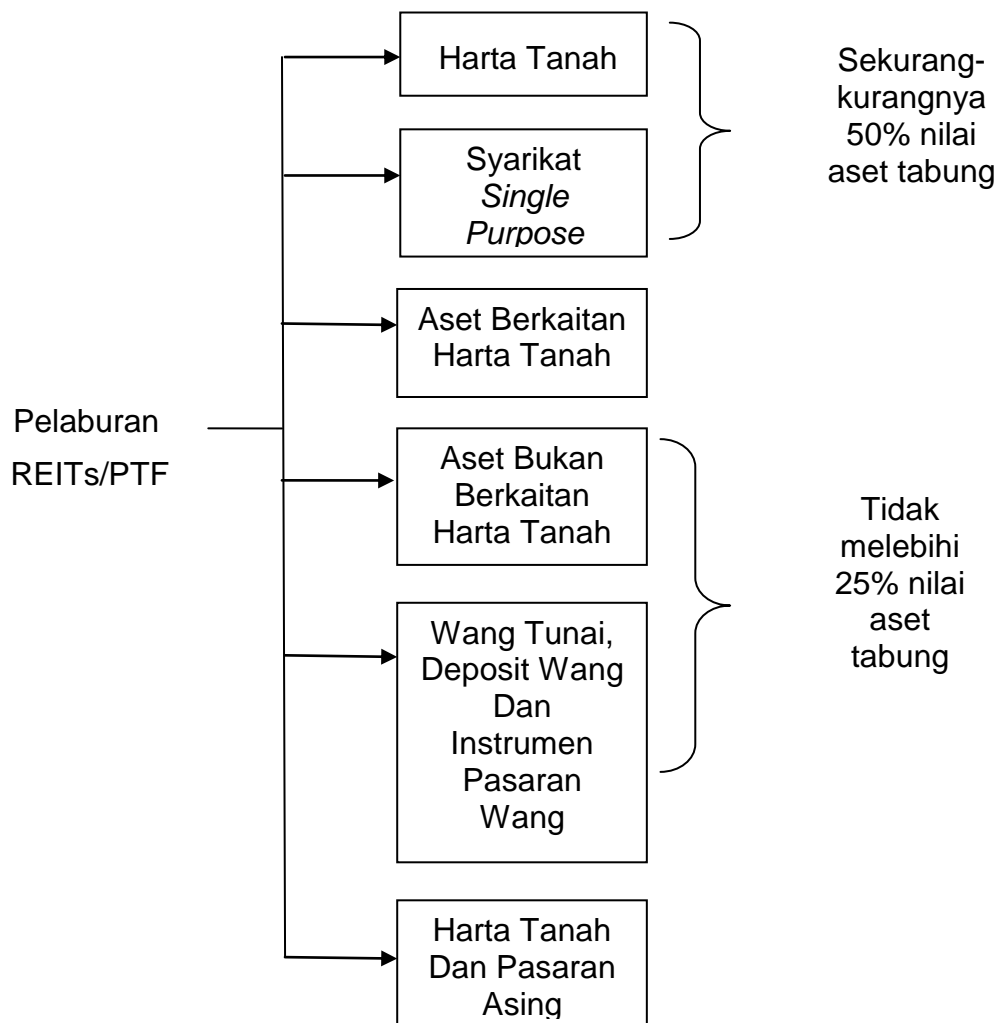 Pelaburan
REITs/PTF
Harta Tanah
Syarikat
Single
Purpose
Sekurang-
kurangnya
50% nilai
aset tabung
Aset Berkaitan
Harta Tanah
Aset Bukan
Berkaitan
Harta Tanah
Wang Tunai,
Deposit Wang
Dan
Instrumen
Pasaran
Wang
Tidak
melebihi
25% nilai
aset
tabung
Harta Tanah
Dan Pasaran
Asing